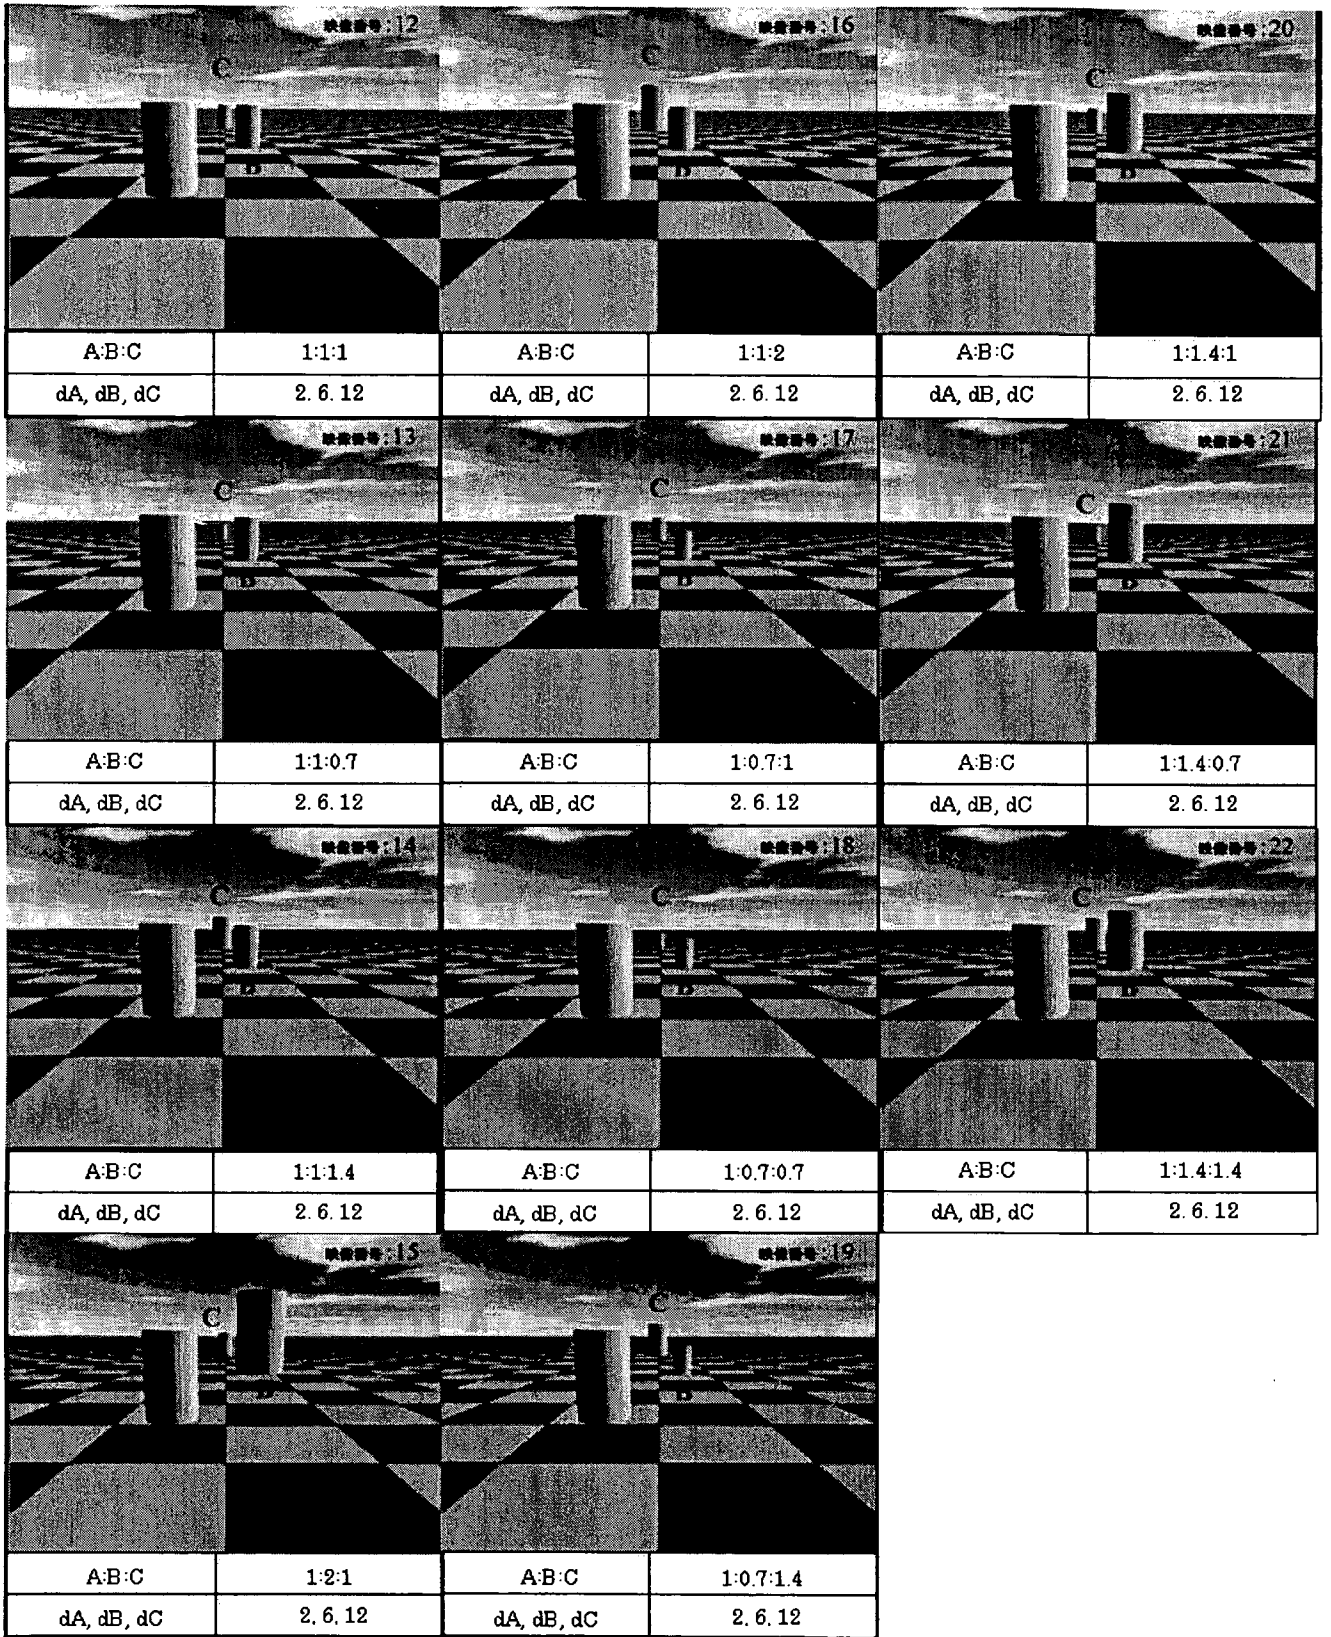 映像番号:12
映像番号:16
映像番号:20
C
C
C
B
B
B
A:B:C 1:1:1 A:B:C 1:1:2 A:B:C 1:1.4:1
dA, dB, dC 2. 6. 12 dA, dB, dC 2. 6. 12 dA, dB, dC 2. 6. 12
映像番号:13
映像番号:17
映像番号:21
C
C
C
B
B
B
A:B:C 1:1:0.7 A:B:C 1:0.7:1 A:B:C 1:1.4:0.7
dA, dB, dC 2. 6. 12 dA, dB, dC 2. 6. 12 dA, dB, dC 2. 6. 12
映像番号:14
映像番号:18
映像番号:22
C
C
C
B
B
B
A:B:C 1:1:1.4 A:B:C 1:0.7:0.7 A:B:C 1:1.4:1.4
dA, dB, dC 2. 6. 12 dA, dB, dC 2. 6. 12 dA, dB, dC 2. 6. 12
映像番号:15
映像番号:19
C
C
B
B
A:B:C 1:2:1 A:B:C 1:0.7:1.4
dA, dB, dC 2. 6. 12 dA, dB, dC 2. 6. 12